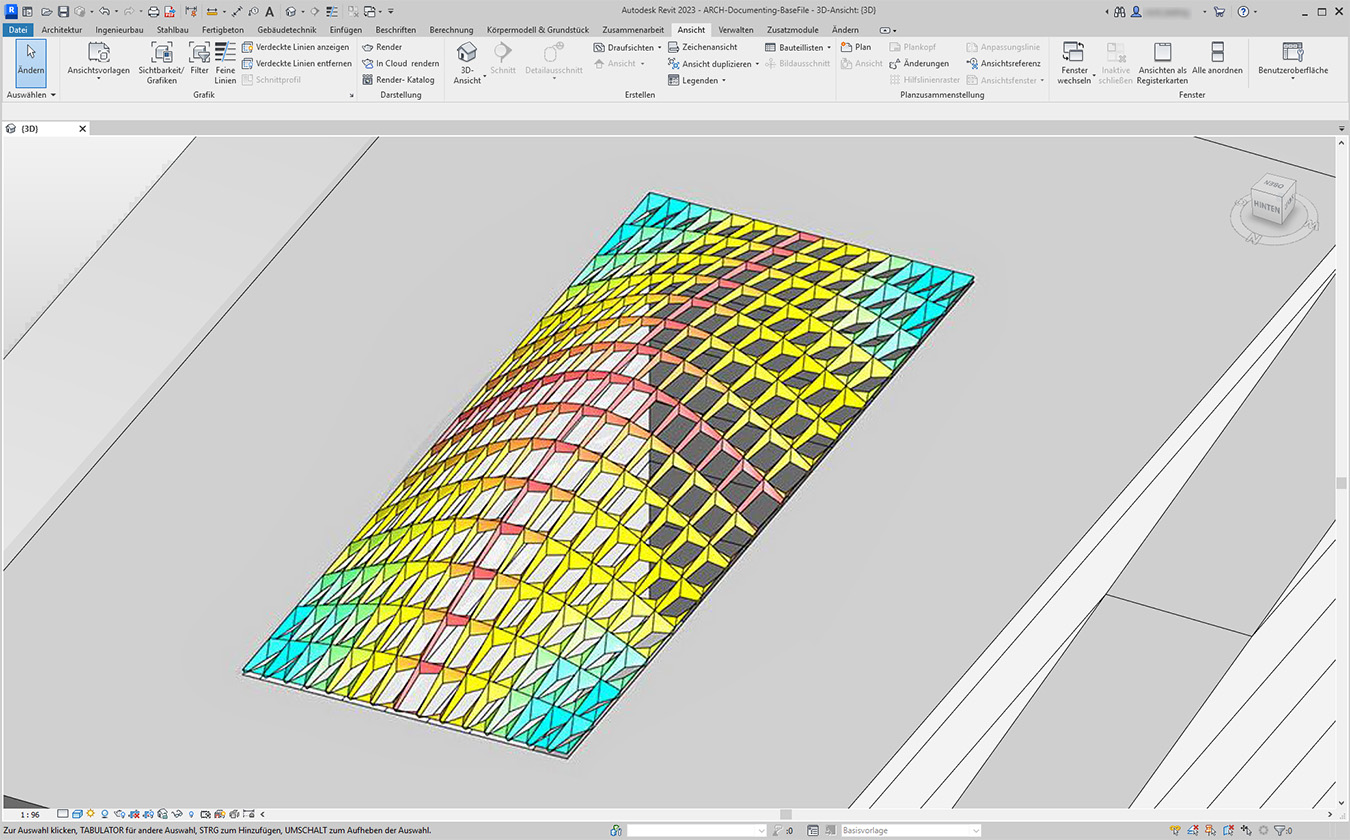 R
A
Autodesk Revit 2023 - ARCH-Documenting-BaseFile - 3D-Ansicht: {3D}
Datei Architektur Ingenieurbau Stahlbau Fertigbeton Gebäudetechnik Einfügen Beschriften Berechnung Körpermodell & Grundstück Zusammenarbeit Ansicht Verwalten Zusatzmodule Ändern
Ändern
Auswählen
Ansichtsvorlagen
Sichtbarkeit/
Grafiken
Filter
Feine
Linien
Verdeckte Linien anzeigen
Verdeckte Linien entfernen
Schnittprofil
Grafik
Render
In Cloud rendern
Render- Katalog
Darstellung
3D-
Ansicht
Schnitt
Detailausschnitt
Draufsichten
Ansicht
Zeichenansicht
Ansicht duplizieren
Legenden
Bauteillisten
Bildausschnitt
Erstellen
Plan
Ansicht
Plankopf
Änderungen
Hilfslinienraster
Anpassungslinie
Ansichtsreferenz
Ansichtsfenster
Planzusammenstellung
Fenster
wechseln
Inaktive
schließen
Ansichten als
Registerkarten
Alle anordnen
Fenster
Benutzeroberfläche
{3D}
OBEN
HINTEN
1 : 96
Zur Auswahl klicken, TABULATOR für andere Auswahl, STRG zum Hinzufügen, UMSCHALT zum Aufheben der Auswahl.
:0
Basisvorlage
:0